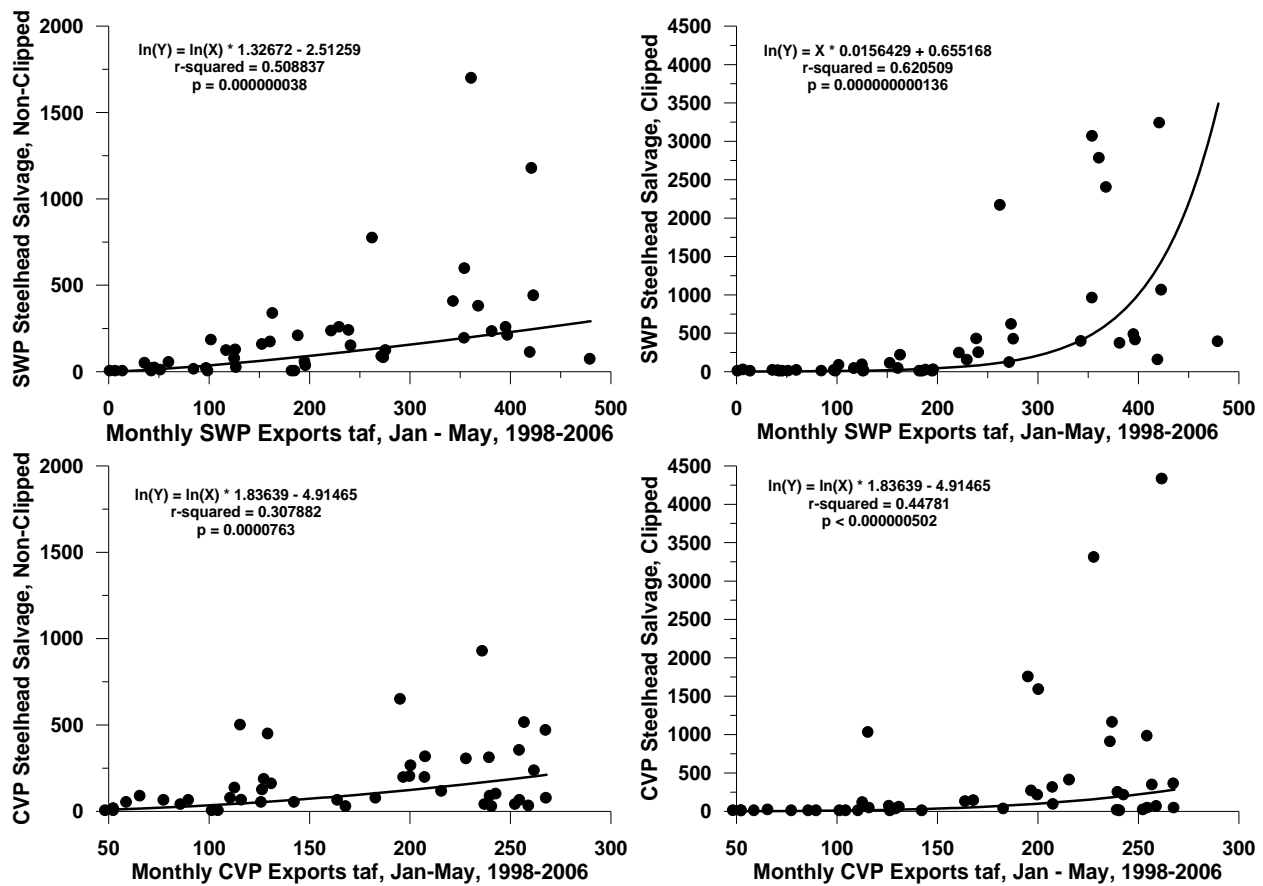 SWP Steelhead Salvage, Non-Clipped
2000
1500
1000
500
0
ln(Y) = ln(X) * 1.32672 - 2.51259
r-squared = 0.508837
p = 0.000000038
0 100 200 300 400 500
Monthly SWP Exports taf, Jan - May, 1998-2006
SWP Steelhead Salvage, Clipped
4500
4000
3500
3000
2500
2000
1500
1000
500
0
ln(Y) = X * 0.0156429 + 0.655168
r-squared = 0.620509
p = 0.000000000136
0 100 200 300 400 500
Monthly SWP Exports taf, Jan-May, 1998-2006
CVP Steelhead Salvage, Non-Clipped
2000
1500
1000
500
0
ln(Y) = ln(X) * 1.83639 - 4.91465
r-squared = 0.307882
p = 0.0000763
50 100 150 200 250 300
Monthly CVP Exports taf, Jan-May, 1998-2006
CVP Steelhead Salvage, Clipped
4500
4000
3500
3000
2500
2000
1500
1000
500
0
ln(Y) = ln(X) * 1.83639 - 4.91465
r-squared = 0.44781
p < 0.000000502
50 100 150 200 250 300
Monthly CVP Exports taf, Jan - May, 1998-2006